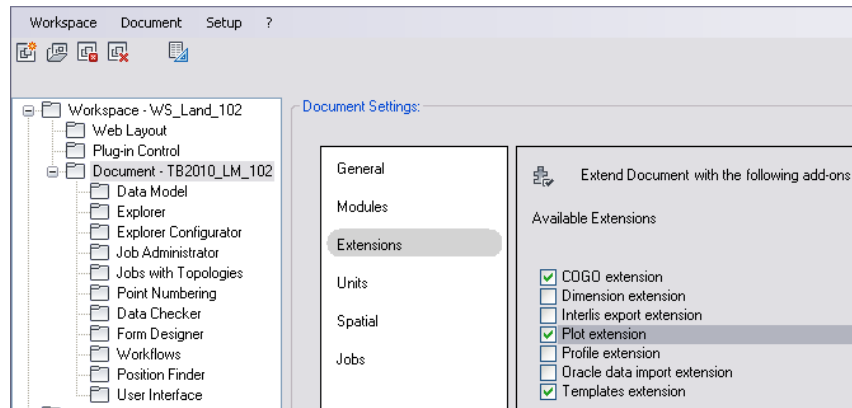 Workspace Document Setup ?
Workspace - WS_Land_102
Web Layout
Plug-in Control
Document - TB2010_LM_102
Data Model
Explorer
Explorer Configurator
Job Administrator
Jobs with Topologies
Point Numbering
Data Checker
Form Designer
Workflows
Position Finder
User Interface
Document Settings:
General
Modules
Extensions
Units
Spatial
Jobs
Extend Document with the following add-ons
Available Extensions
COGO extension
Dimension extension
Interlis export extension
Plot extension
Profile extension
Oracle data import extension
Templates extension